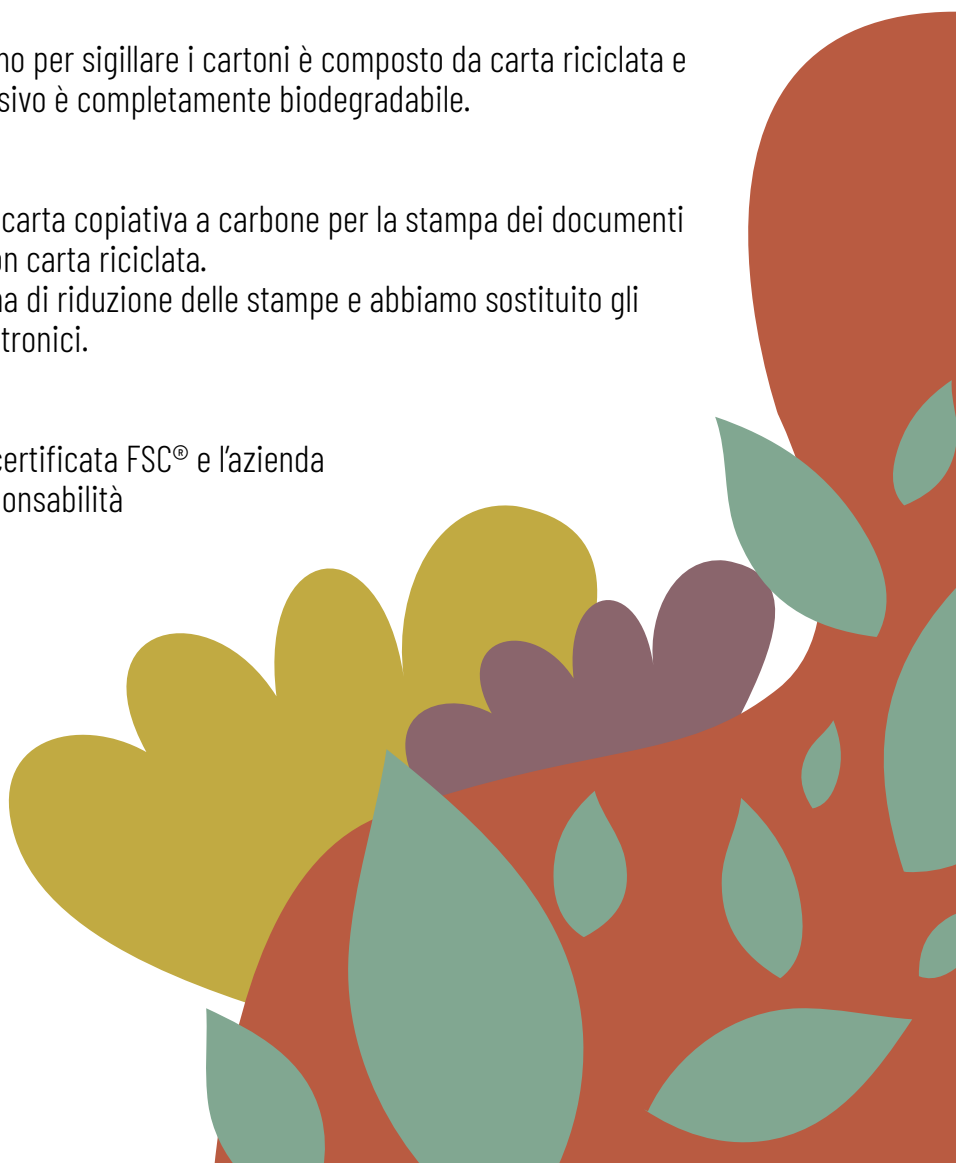 no per sigillare i cartoni è composto da carta riciclata e
sivo è completamente biodegradabile.
carta copiativa a carbone per la stampa dei documenti
n carta riciclata.
na di riduzione delle stampe e abbiamo sostituito gli
tronici.
certificata FSC® e l’azienda
onsabilità